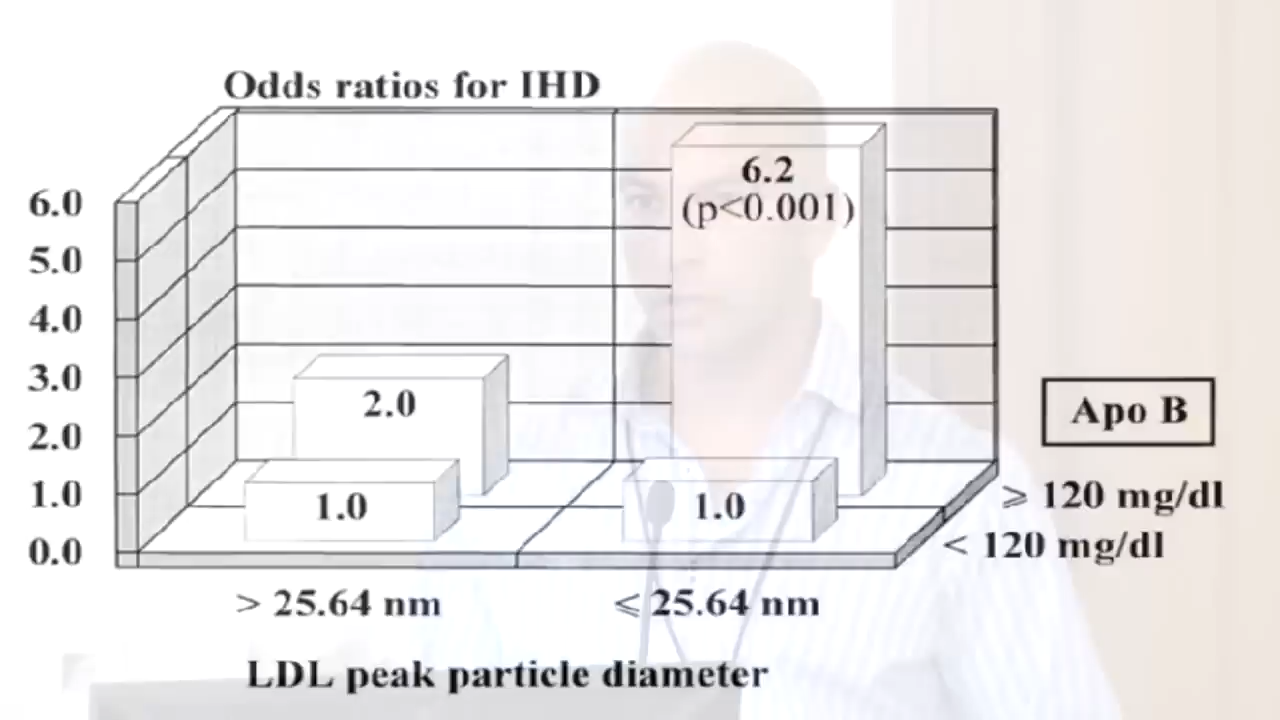 Odds ratios for IHD
6.0
5.0
4.0
3.0
2.0
1.0
0.0
6.2
(p<0.001)
2.0
1.0
1.0
Apo B
⩾ 120 mg/dl
< 120 mg/dl
> 25.64 nm
⩽ 25.64 nm
LDL peak particle diameter